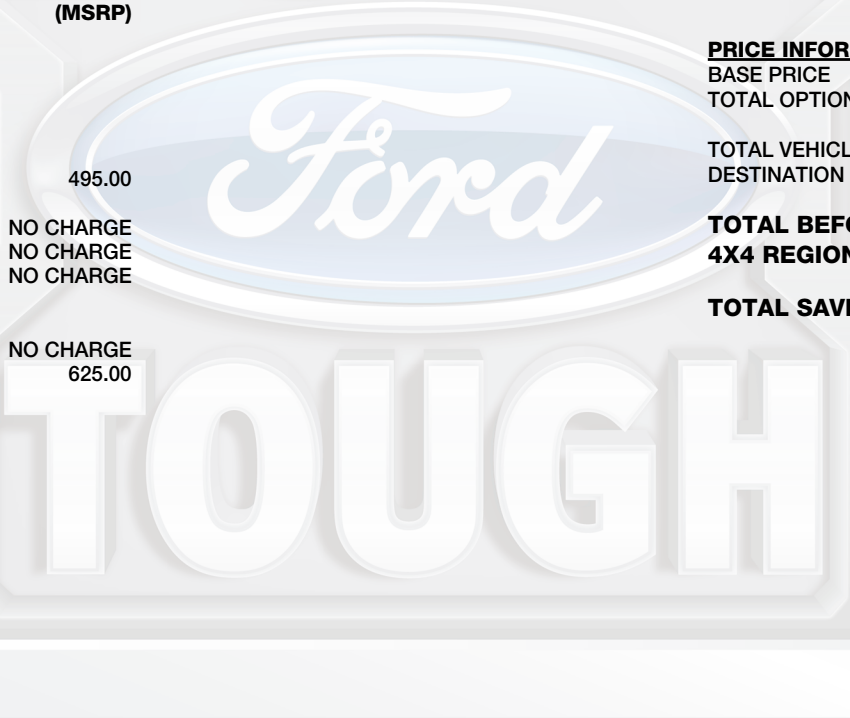 (MSRP)
495.00
NO CHARGE
NO CHARGE
NO CHARGE
NO CHARGE
625.00
PRICE INFOR
BASE PRICE
TOTAL OPTION
TOTAL VEHICL
DESTINATION
TOTAL BEFO
4X4 REGION
TOTAL SAVI
Ford
TOUGH